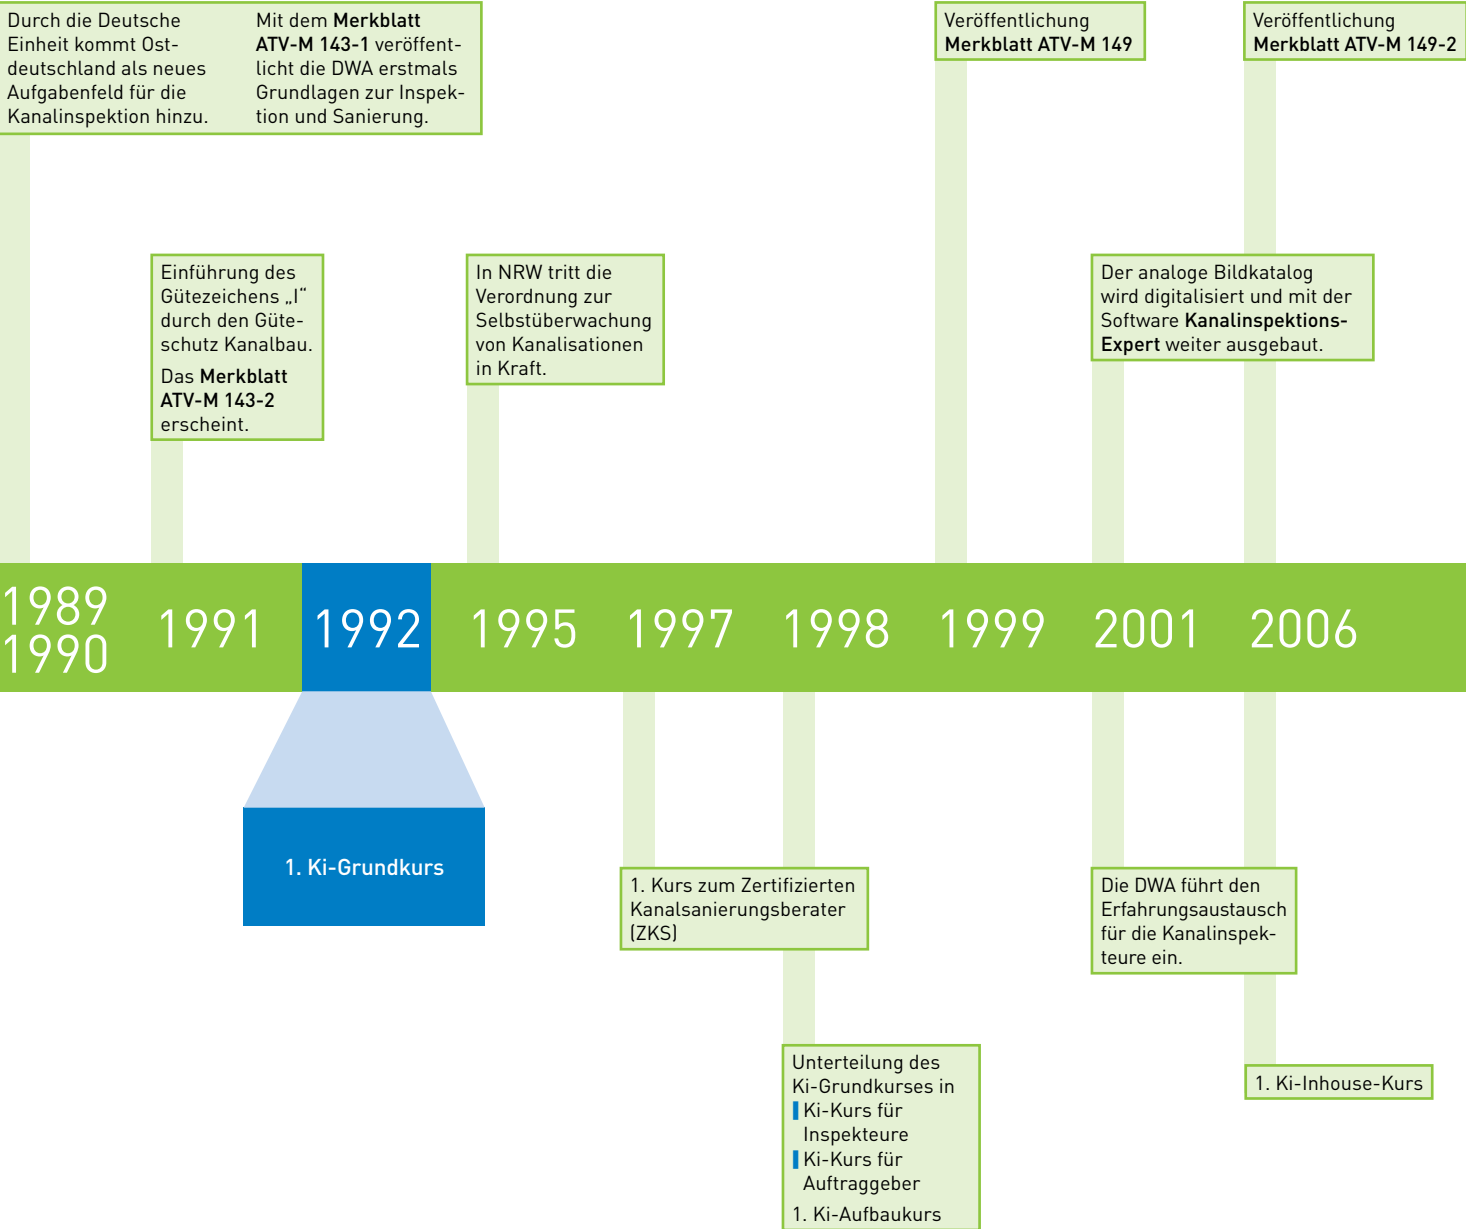 Durch die Deutsche
Einheit kommt Ost-
deutschland als neues
Aufgabenfeld für die
Kanalinspektion hinzu.
Mit dem Merkblatt
ATV-M 143-1 veröffent-
licht die DWA erstmals
Grundlagen zur Inspek-
tion und Sanierung.
Veröffentlichung
Merkblatt ATV-M 149
Veröffentlichung
Merkblatt ATV-M 149-2
Einführung des
Gütezeichens „I“
durch den Güte-
schutz Kanalbau.
Das Merkblatt
ATV-M 143-2
erscheint.
In NRW tritt die
Verordnung zur
Selbstüberwachung
von Kanalisationen
in Kraft.
Der analoge Bildkatalog
wird digitalisiert und mit der
Software Kanalinspektions-
Expert weiter ausgebaut.
1989
1990
1991
1992
1995
1997
1998
1999
2001
2006
1. Ki-Grundkurs
1. Kurs zum Zertifizierten
Kanalsanierungsberater
(ZKS)
Die DWA führt den
Erfahrungsaustausch
für die Kanalinspek-
teure ein.
Unterteilung des
Ki-Grundkurses in
Ki-Kurs für
Inspekteure
Ki-Kurs für
Auftraggeber
1. Ki-Aufbaukurs
1. Ki-Inhouse-Kurs